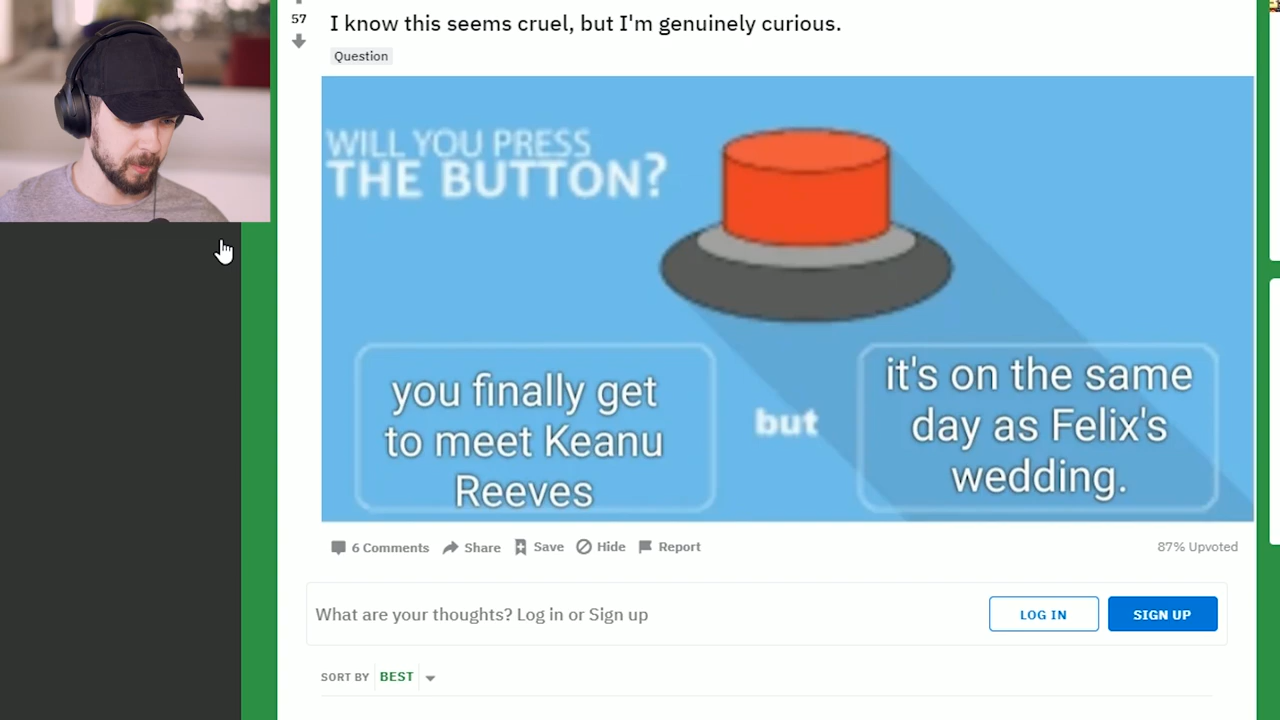 57
I know this seems cruel, but I'm genuinely curious.
Question
WILL YOU PRESS
THE BUTTON?
you finally get
to meet Keanu
Reeves
but
it's on the same
day as Felix's
wedding.
6 Comments Share Save Hide Report
87% Upvoted
What are your thoughts? Log in or Sign up
LOG IN
SIGN UP
SORT BY BEST